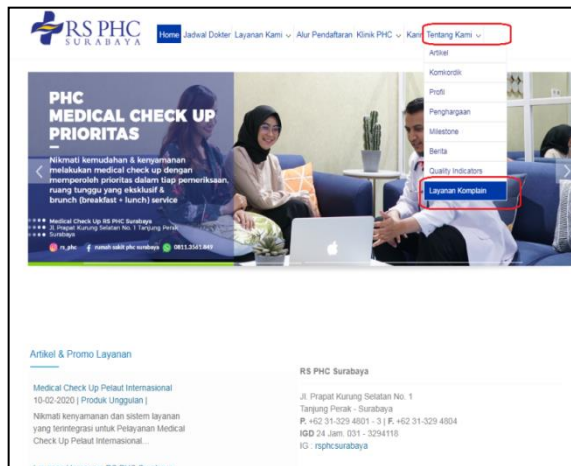 RS PHC
SURABAYA
Home Jadwal Dokter Layanan Kami Alur Pendaftaran Klinik PHC Karir Tentang Kami
Artikel
Komkordik
Profil
Penghargaan
Milestone
Berita
Quality Indicators
Layanan Komplain
PHC
MEDICAL CHECK UP
PRIORITAS
Nikmati kemudahan & kenyamanan
melakukan medical check up dengan
memperoleh prioritas dalam tiap pemeriksaan,
ruang tunggu yang eksklusif &
brunch (breakfast + lunch) service
Medical Check Up RS PHC Surabaya
Jl. Prapat Kurung Selatan No. 1 Tanjung Perak
Surabaya
rs_phc rumah sakit phc surabaya 0811.3561.849
Artikel & Promo Layanan
Medical Check Up Pelaut Internasional
10-02-2020 | Produk Unggulan |
Nikmati kenyamanan dan sistem layanan
yang terintegrasi untuk Pelayanan Medical
Check Up Pelaut Internasional...
RS PHC Surabaya
Jl. Prapat Kurung Selatan No. 1
Tanjung Perak - Surabaya
P. +62 31-329 4801 - 3 | F. +62 31-329 4804
IGD 24 Jam. 031 - 3294118
IG : rsphcsurabaya